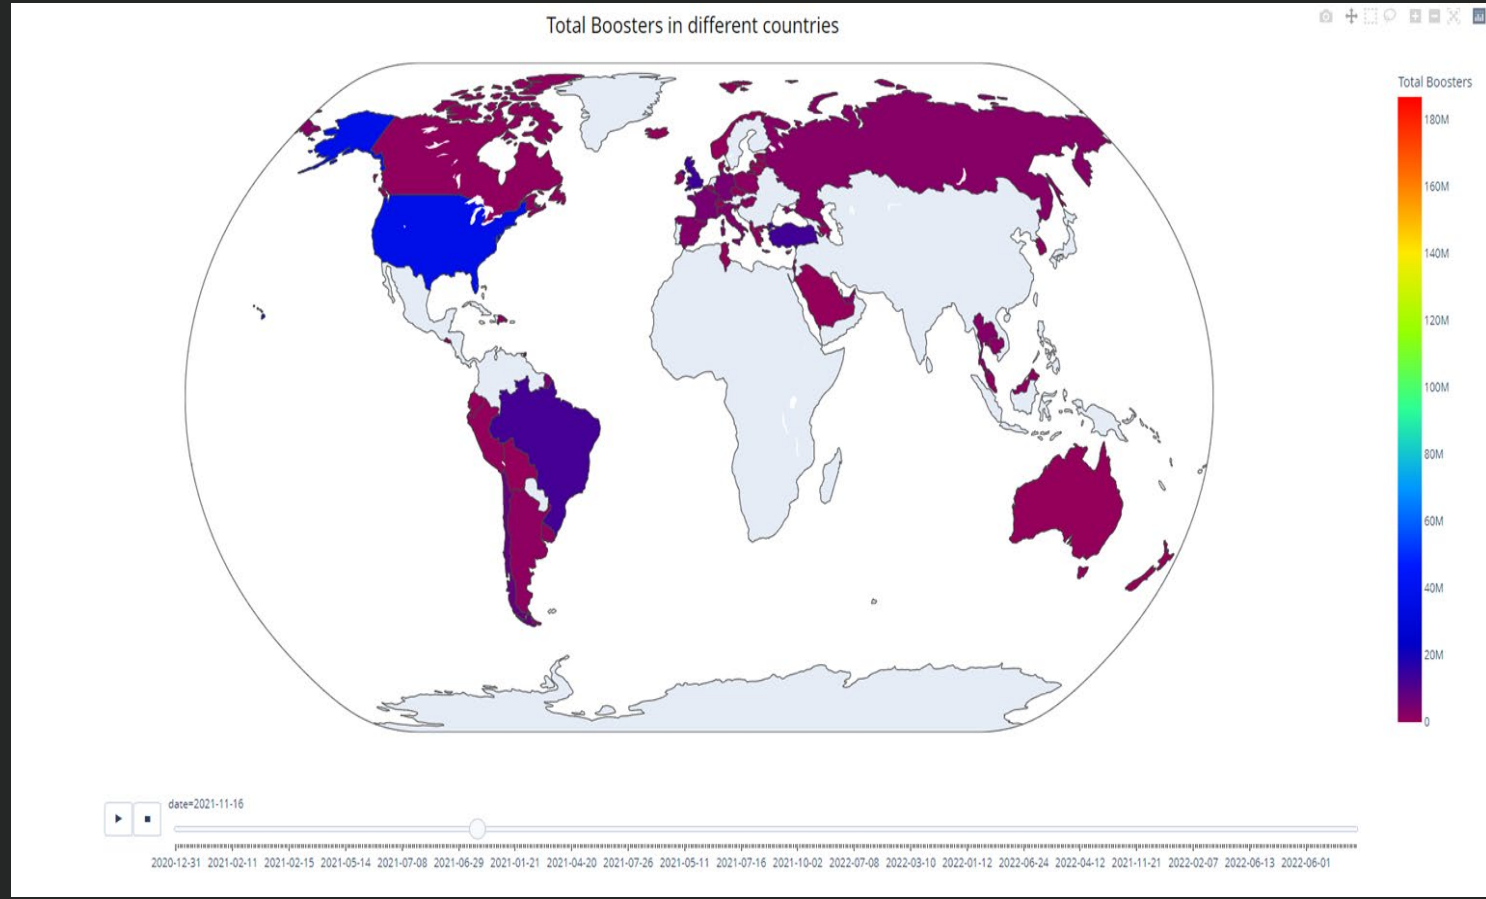 Total Boosters in different countries
Total Boosters
180M
160M
140M
120M
100M
80M
60M
40M
20M
0
date=2021-11-16
2020-12-31 2021-02-11 2021-02-15 2021-05-14 2021-07-08 2021-06-29 2021-01-21 2021-04-20 2021-07-26 2021-05-11 2021-07-16 2021-10-02 2022-07-08 2022-03-10 2022-01-12 2022-06-24 2022-04-12 2021-11-21 2022-02-07 2022-06-13 2022-06-01